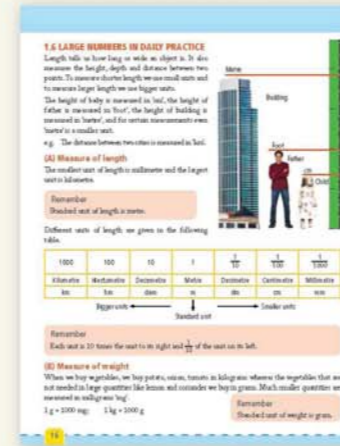 1.6 LARGE NUMBERS IN DAILY PRACTICE
Length tells us how long or wide an object is. It also
measures the height, depth and distance between two
points. To measure shorter length we use small units and
to measure larger length we use bigger units.
The height of baby is measured in 'cm', the height of
father is measured in 'foot', the height of building is
measured in 'metre', and for certain measurements even
'metre' is a smaller unit.
e.g. The distance between two cities is measured in 'km'.
Metre
Building
Foot
Father
cm
Child
(A) Measure of length
The smallest unit of length is millimetre and the largest
unit is kilometre.
Remember
Standard unit of length is metre.
Different units of length are given in the following
table.
1000 100 10 1 1/10 1/100 1/1000
Kilometre Hectometre Decametre Metre Decimetre Centimetre Millimetre
km hm dam m dm cm mm
Bigger units Standard unit Smaller units
Remember
Each unit is 10 times the unit to its right and 1/10 of the unit on its left.
(B) Measure of weight
When we buy vegetables, we buy potato, onion, tomato in kilograms whereas the vegetables that are
not needed in large quantities like lemon and coriander we buy in grams. Much smaller quantities are
measured in milligrams 'mg'.
1 g = 1000 mg; 1 kg = 1000 g
Remember
Standard unit of weight is gram.
16